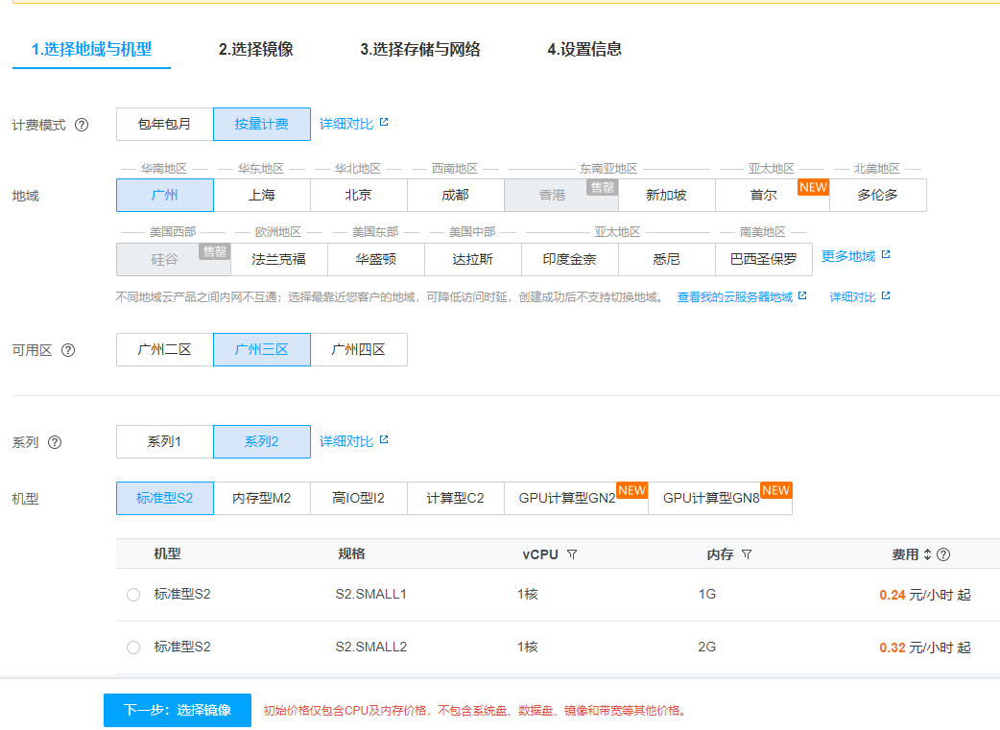 1.选择地域与机型 2.选择镜像 3.选择存储与网络 4.设置信息
计费模式 ? 包年包月 按量计费 详细对比
华南地区 华东地区 华北地区 西南地区 东南亚地区 亚太地区 北美地区
地域 广州 上海 北京 成都 香港 售罄 新加坡 首尔 NEW 多伦多
美国西部 欧洲地区 美国东部 美国中部 亚太地区 南美地区
硅谷 售罄 法兰克福 华盛顿 达拉斯 印度金奈 悉尼 巴西圣保罗 更多地域
不同地域云产品之间内网不互通；选择最靠近您客户的地域，可降低访问时延，创建成功后不支持切换地域。 查看我的云服务器地域 详细对比
可用区 ? 广州二区 广州三区 广州四区
系列 ? 系列1 系列2 详细对比
机型 标准型S2 内存型M2 高IO型I2 计算型C2 GPU计算型GN2 NEW GPU计算型GN8 NEW
机型 规格 vCPU 内存 费用 ?
标准型S2 S2.SMALL1 1核 1G 0.24 元/小时 起
标准型S2 S2.SMALL2 1核 2G 0.32 元/小时 起
下一步：选择镜像 初始价格仅包含CPU及内存价格，不包含系统盘、数据盘、镜像和带宽等其他价格。